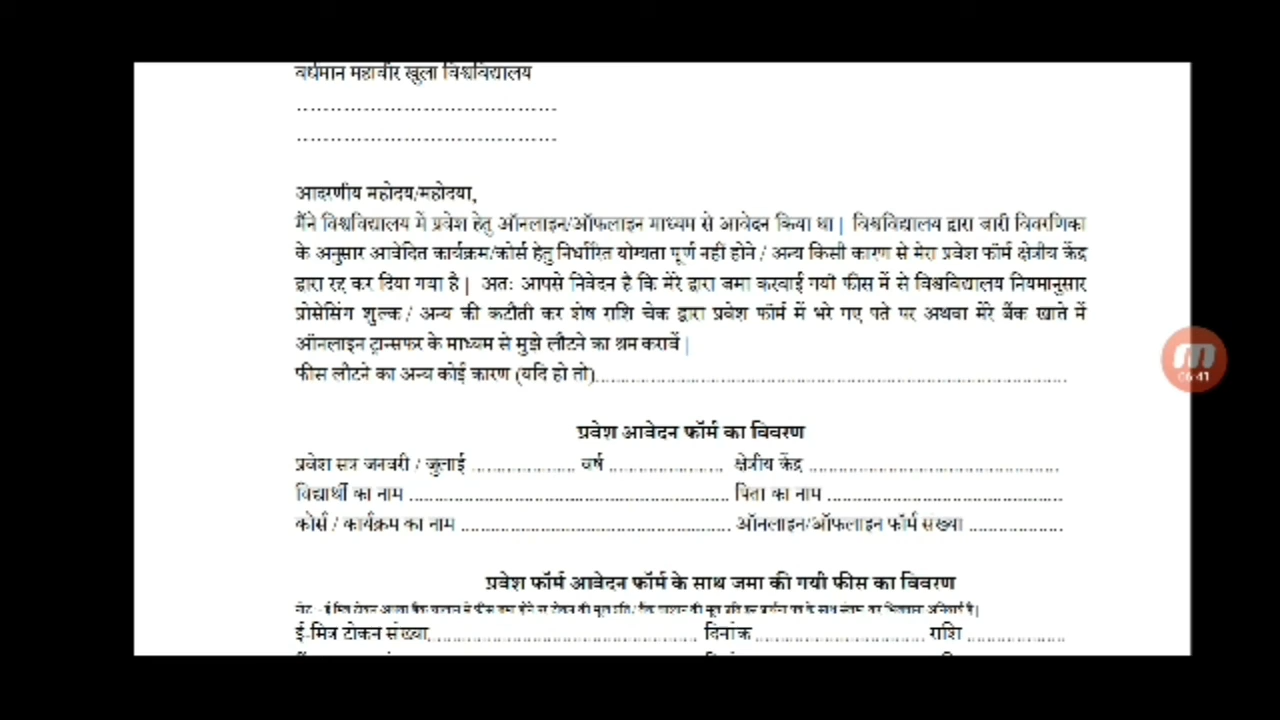 वर्धमान महावीर खुला विश्वविद्यालय
.......................................
.......................................
आदरणीय महोदय/महोदया,
मैंने विश्वविद्यालय में प्रवेश हेतु ऑनलाइन/ऑफलाइन माध्यम से आवेदन किया था | विश्वविद्यालय द्वारा जारी विवरणिका
के अनुसार आवेदित कार्यक्रम/कोर्स हेतु निर्धारित योग्यता पूर्ण नहीं होने / अन्य किसी कारण से मेरा प्रवेश फॉर्म क्षेत्रीय केंद्र
द्वारा रद्द कर दिया गया है | अतः आपसे निवेदन है कि मेरे द्वारा जमा करवाई गयी फीस में से विश्वविद्यालय नियमानुसार
प्रोसेसिंग शुल्क / अन्य की कटौती कर शेष राशि चेक द्वारा प्रवेश फॉर्म में भरे गए पते पर अथवा मेरे बैंक खाते में
ऑनलाइन ट्रान्सफर के माध्यम से मुझे लौटने का श्रम करावें |
फीस लौटने का अन्य कोई कारण (यदि हो तो)......................................................................
प्रवेश आवेदन फॉर्म का विवरण
प्रवेश सत्र जनवरी / जुलाई ................... वर्ष ..................... क्षेत्रीय केंद्र .............................................
विद्यार्थी का नाम ......................................................... पिता का नाम ..........................................
कोर्स / कार्यक्रम का नाम ................................................ ऑनलाइन/ऑफलाइन फॉर्म संख्या .................
प्रवेश फॉर्म आवेदन फॉर्म के साथ जमा की गयी फीस का विवरण
ई-मित्र टोकन संख्या................................................ दिनांक .............................. राशि ..................
M
06:41